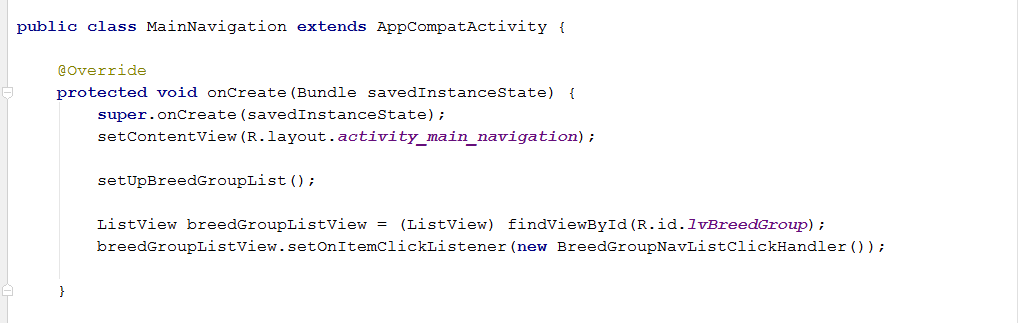 public class MainNavigation extends AppCompatActivity {
@Override
protected void onCreate(Bundle savedInstanceState) {
super.onCreate(savedInstanceState);
setContentView(R.layout.activity_main_navigation);
setUpBreedGroupList();
ListView breedGroupListView = (ListView) findViewById(R.id.lvBreedGroup);
breedGroupListView.setOnItemClickListener(new BreedGroupNavListClickHandler());
}